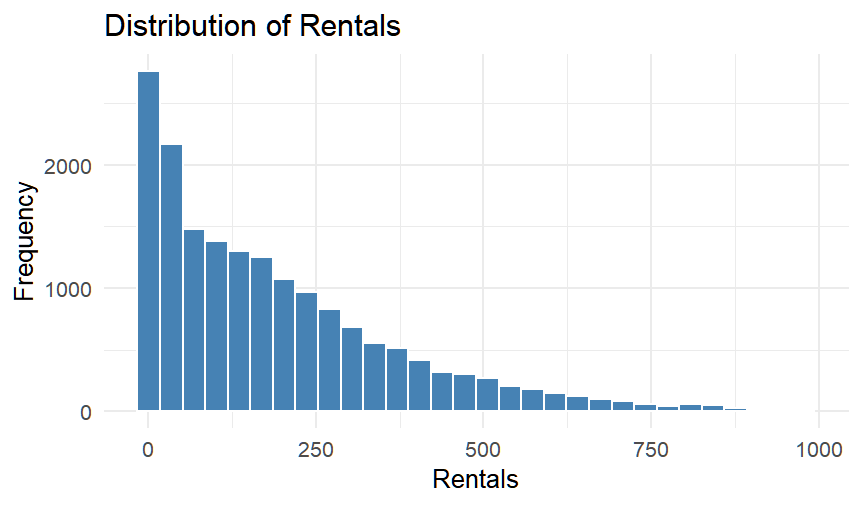 Distribution of Rentals
Frequency
2000
1000
0
0 250 500 750 1000
Rentals